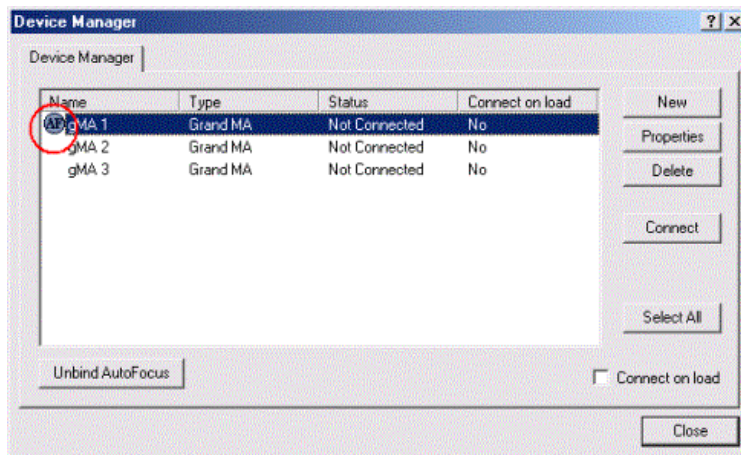 Device Manager
Device Manager
Name Type Status Connect on load
AF gMA 1 Grand MA Not Connected No
gMA 2 Grand MA Not Connected No
gMA 3 Grand MA Not Connected No
New
Properties
Delete
Connect
Select All
Unbind AutoFocus
Connect on load
Close